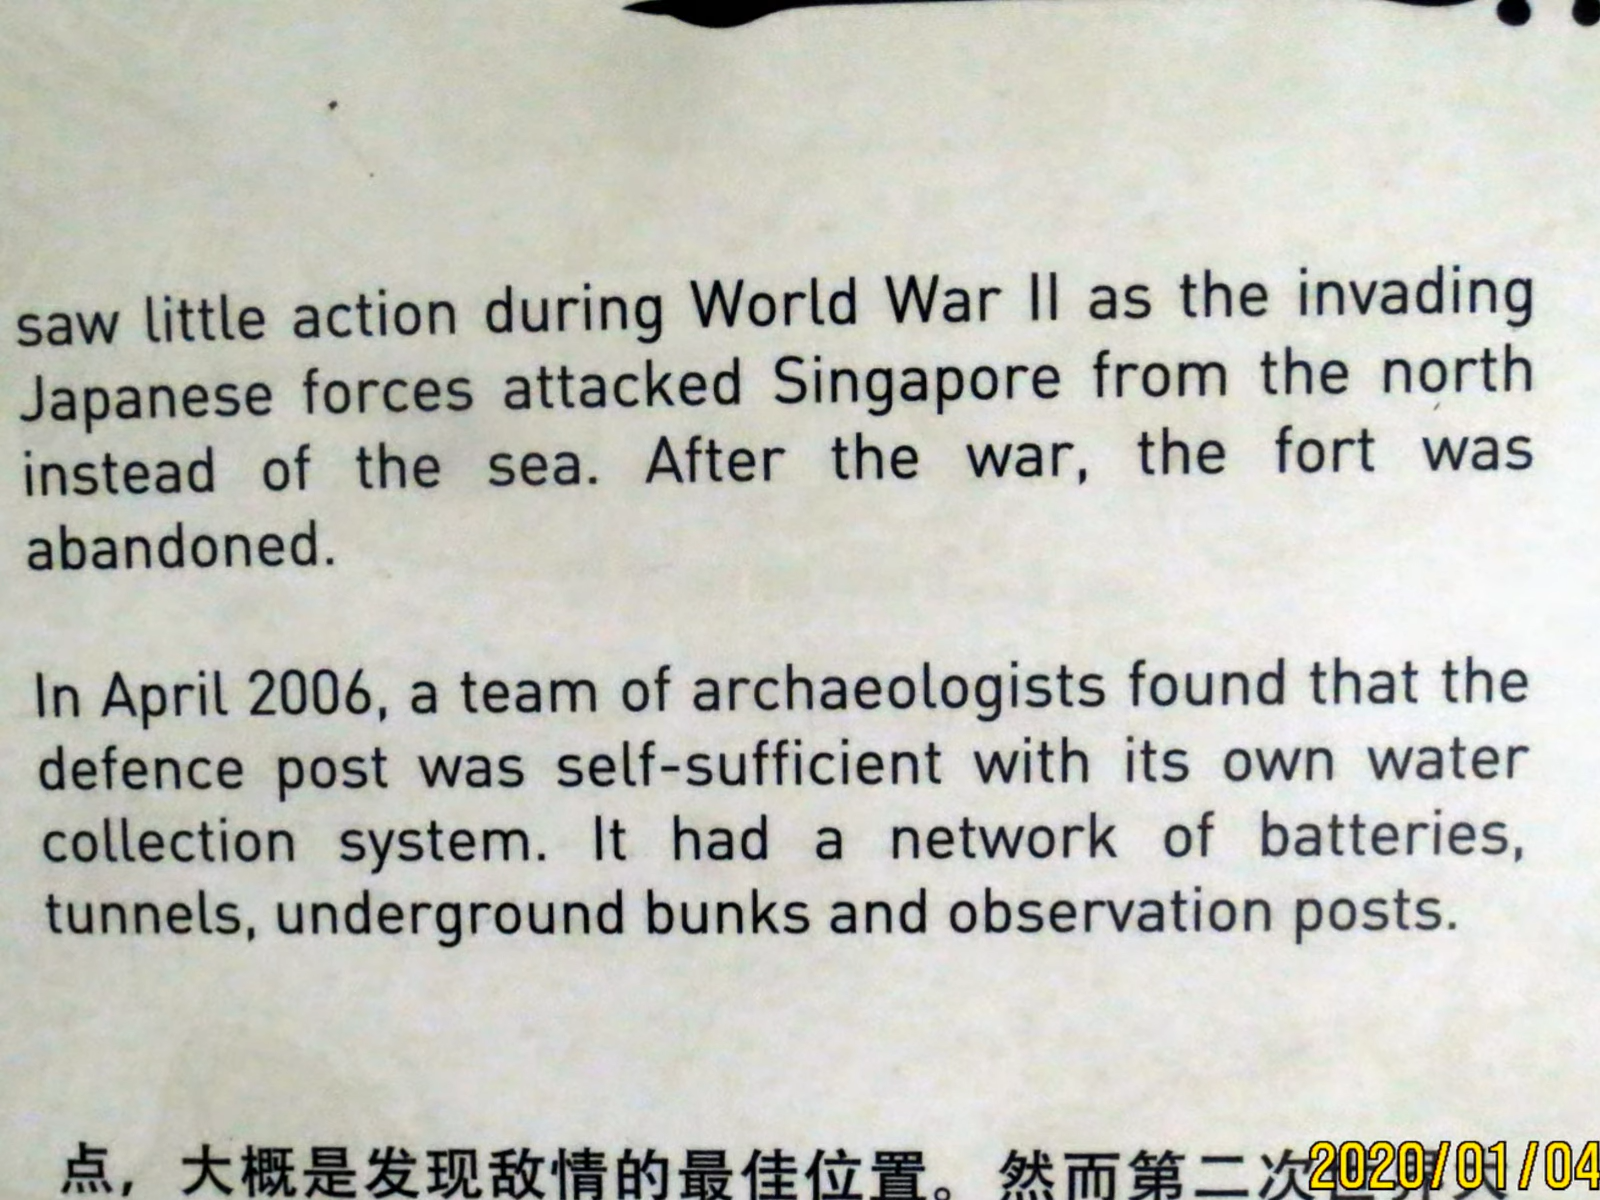 saw little action during World War II as the invading
Japanese forces attacked Singapore from the north
instead of the sea. After the war, the fort was
abandoned.
In April 2006, a team of archaeologists found that the
defence post was self-sufficient with its own water
collection system. It had a network of batteries,
tunnels, underground bunks and observation posts.
点，大概是发现敌情的最佳位置。然而第二次
2020/01/04